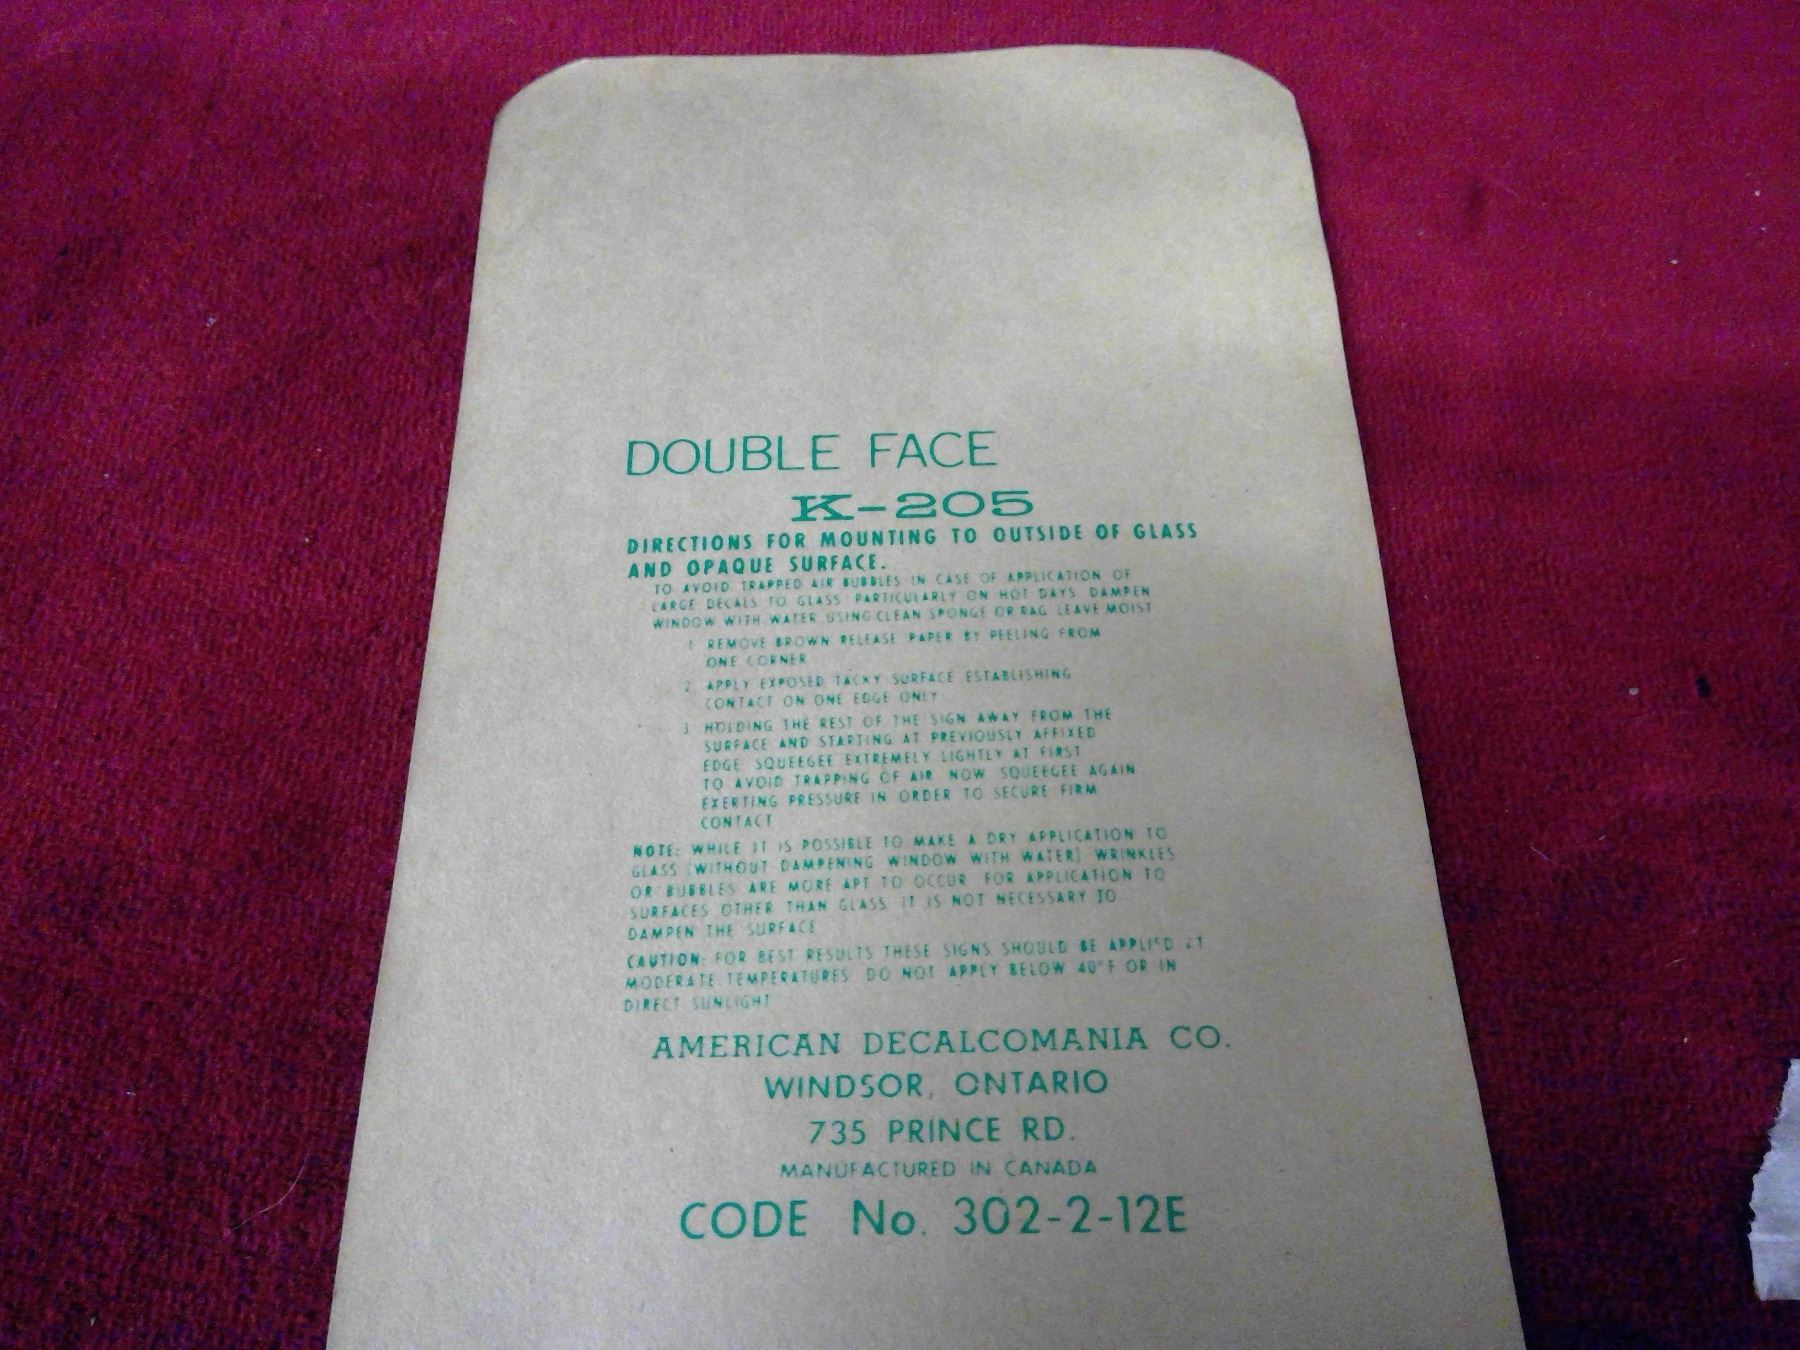 DOUBLE FACE
K-205
DIRECTIONS FOR MOUNTING TO OUTSIDE OF GLASS
AND OPAQUE SURFACE.
TO AVOID TRAPPED AIR BUBBLES IN CASE OF APPLICATION OF
LARGE DECALS TO GLASS PARTICULARLY ON HOT DAYS DAMPEN
WINDOW WITH WATER USING CLEAN SPONGE OR RAG LEAVE MOIST
1 REMOVE BROWN RELEASE PAPER BY PEELING FROM
ONE CORNER
2 APPLY EXPOSED TACKY SURFACE ESTABLISHING
CONTACT ON ONE EDGE ONLY
3 HOLDING THE REST OF THE SIGN AWAY FROM THE
SURFACE AND STARTING AT PREVIOUSLY AFFIXED
EDGE SQUEEGEE EXTREMELY LIGHTLY AT FIRST
TO AVOID TRAPPING OF AIR NOW SQUEEGEE AGAIN
EXERTING PRESSURE IN ORDER TO SECURE FIRM
CONTACT
NOTE: WHILE IT IS POSSIBLE TO MAKE A DRY APPLICATION TO
GLASS (WITHOUT DAMPENING WINDOW WITH WATER) WRINKLES
OR BUBBLES ARE MORE APT TO OCCUR FOR APPLICATION TO
SURFACES OTHER THAN GLASS IT IS NOT NECESSARY TO
DAMPEN THE SURFACE
CAUTION: FOR BEST RESULTS THESE SIGNS SHOULD BE APPLIED AT
MODERATE TEMPERATURES DO NOT APPLY BELOW 40°F OR IN
DIRECT SUNLIGHT
AMERICAN DECALCOMANIA CO.
WINDSOR, ONTARIO
735 PRINCE RD.
MANUFACTURED IN CANADA
CODE No. 302-2-12E